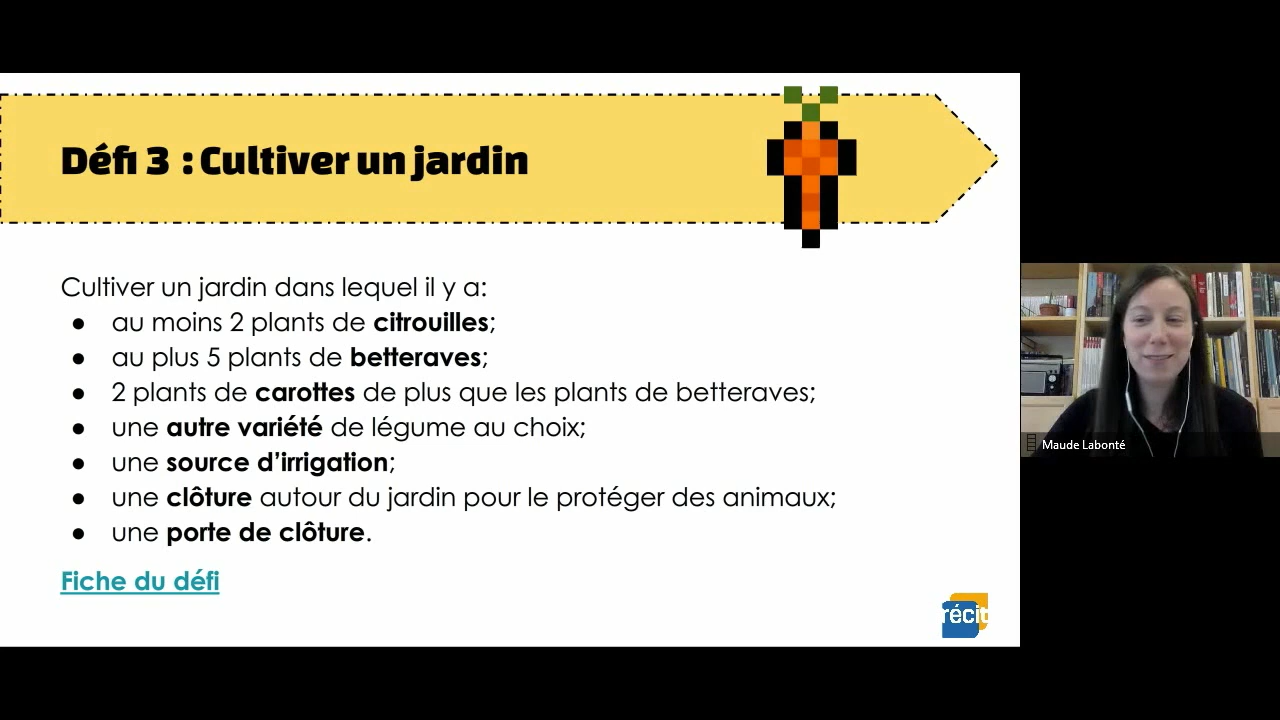 Défi 3 : Cultiver un jardin
Cultiver un jardin dans lequel il y a:
● au moins 2 plants de citrouilles;
● au plus 5 plants de betteraves;
● 2 plants de carottes de plus que les plants de betteraves;
● une autre variété de légume au choix;
● une source d’irrigation;
● une clôture autour du jardin pour le protéger des animaux;
● une porte de clôture.
Fiche du défi
récit
Maude Labonté